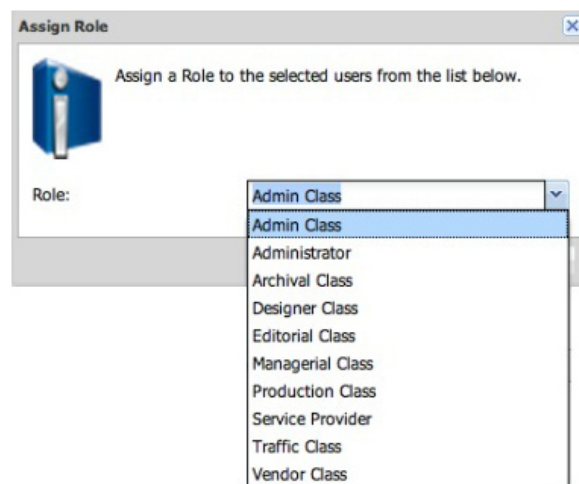 Assign Role
Assign a Role to the selected users from the list below.
Role:
Admin Class
Admin Class
Administrator
Archival Class
Designer Class
Editorial Class
Managerial Class
Production Class
Service Provider
Traffic Class
Vendor Class